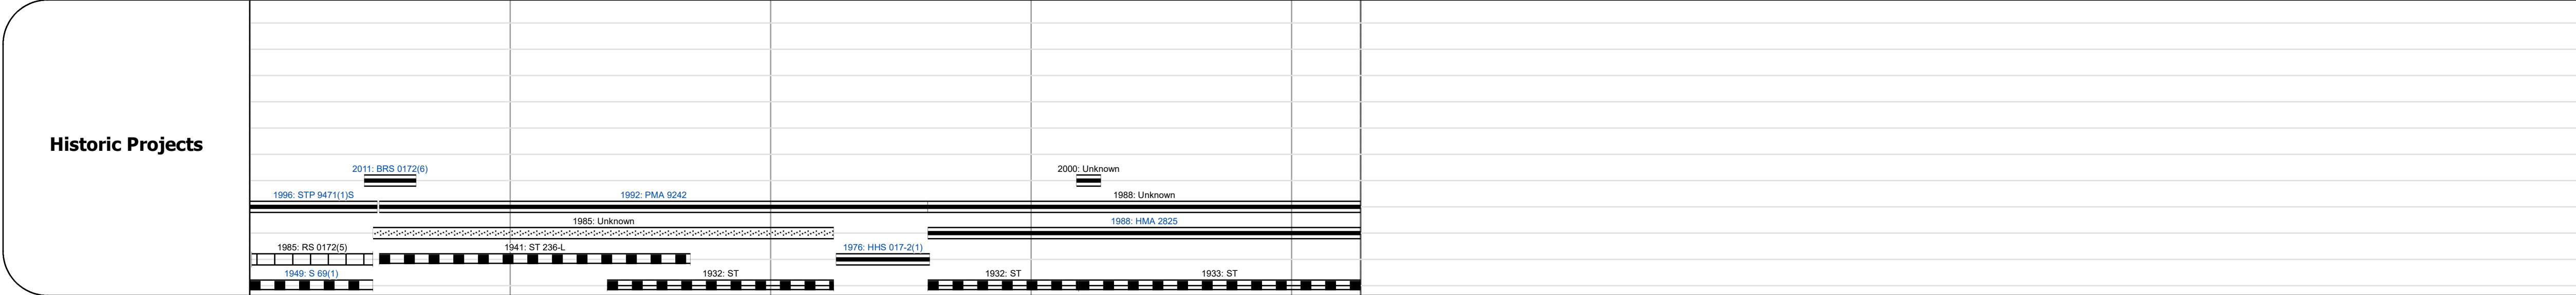 Historic Projects
2011: BRS 0172(6)
2000: Unknown
1996: STP 9471(1)S
1992: PMA 9242
1988: Unknown
1985: Unknown
1988: HMA 2825
1985: RS 0172(5)
1941: ST 236-L
1976: HHS 017-2(1)
1949: S 69(1)
1932: ST
1932: ST
1933: ST